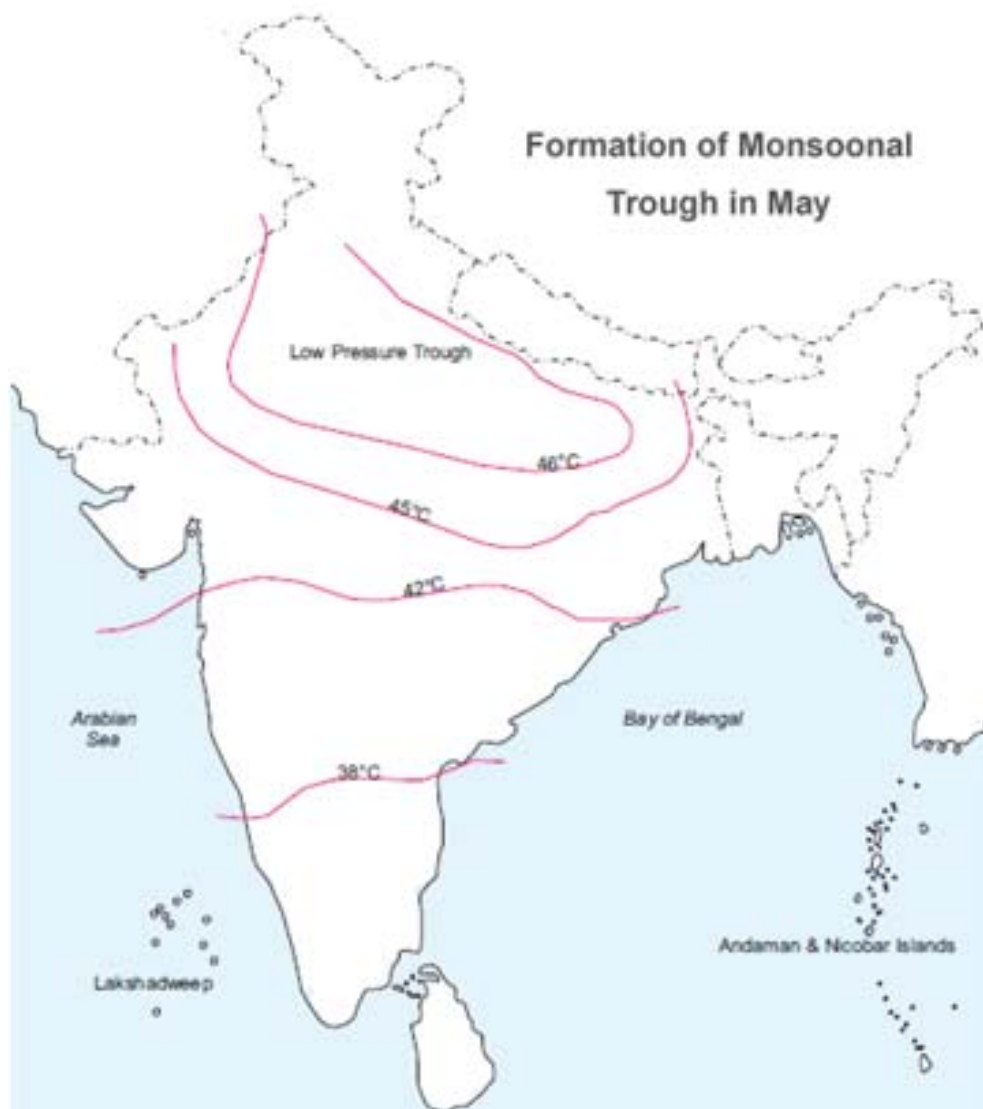 Formation of Monsoonal
Trough in May
Low Pressure Trough
46°C
45°C
42°C
Arabian
Sea
Bay of Bengal
38°C
Andaman & Nicobar Islands
Lakshadweep